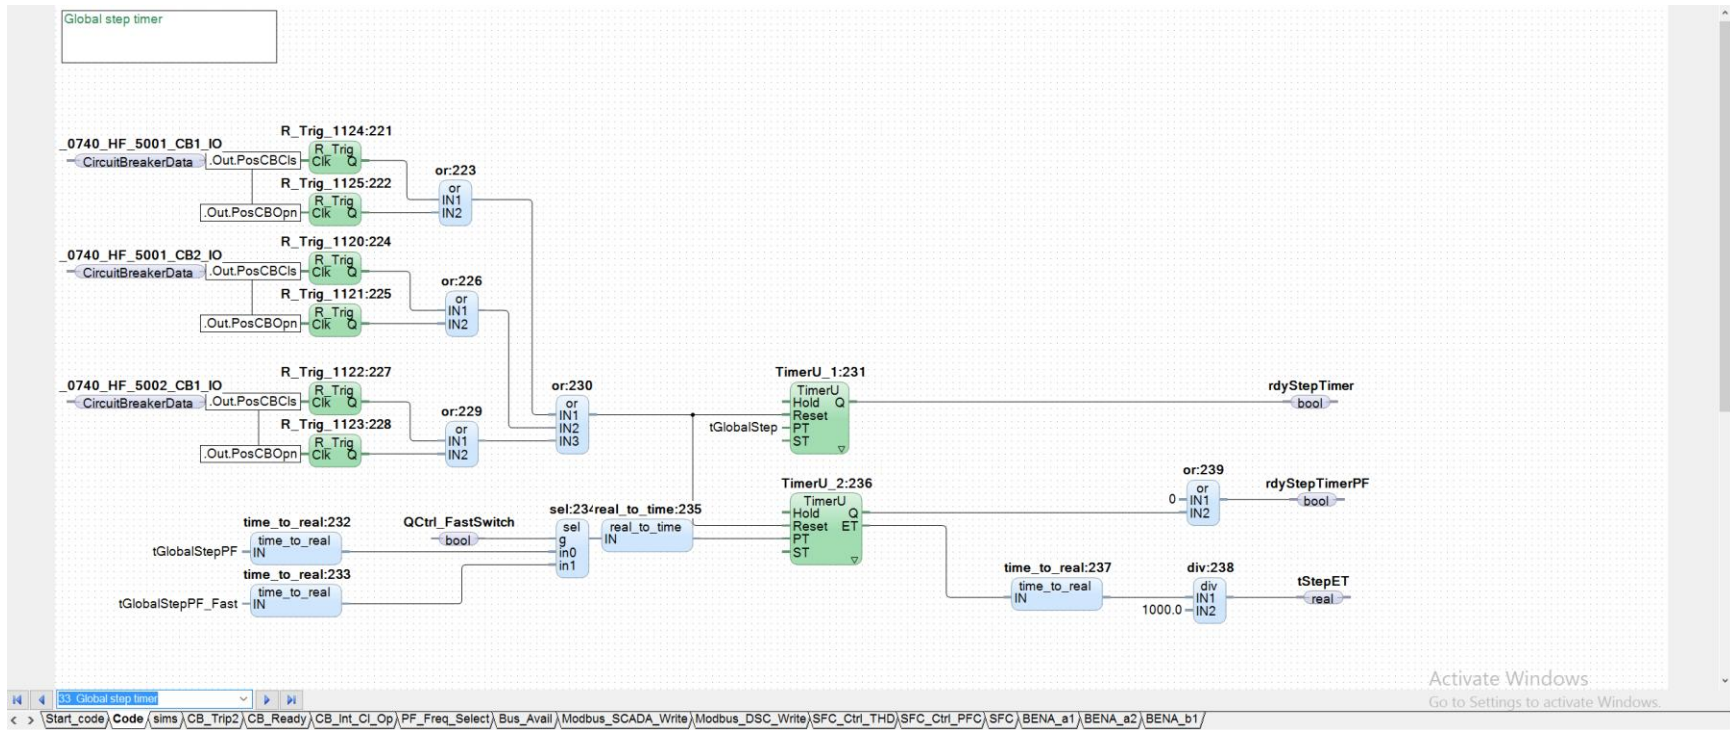 Global step timer
R_Trig_1124:221
_0740_HF_5001_CB1_IO
CircuitBreakerData
.Out.PosCBCls
R_Trig
Clk Q
R_Trig_1125:222
.Out.PosCBOpn
R_Trig
Clk Q
or:223
or
IN1
IN2
R_Trig_1120:224
_0740_HF_5001_CB2_IO
CircuitBreakerData
.Out.PosCBCls
R_Trig
Clk Q
R_Trig_1121:225
.Out.PosCBOpn
R_Trig
Clk Q
or:226
or
IN1
IN2
R_Trig_1122:227
_0740_HF_5002_CB1_IO
CircuitBreakerData
.Out.PosCBCls
R_Trig
Clk Q
R_Trig_1123:228
.Out.PosCBOpn
R_Trig
Clk Q
or:229
or
IN1
IN2
or:230
or
IN1
IN2
IN3
TimerU_1:231
TimerU
Hold Q
Reset
tGlobalStep
PT
ST
rdyStepTimer
bool
time_to_real:232
tGlobalStepPF
time_to_real
IN
time_to_real:233
tGlobalStepPF_Fast
time_to_real
IN
QCtrl_FastSwitch
bool
sel:234
sel
g
in0
in1
real_to_time:235
real_to_time
IN
TimerU_2:236
TimerU
Hold Q
Reset ET
PT
ST
or:239
0
or
IN1
IN2
rdyStepTimerPF
bool
time_to_real:237
time_to_real
IN
div:238
div
IN1
1000.0
IN2
tStepET
real
Activate Windows
Go to Settings to activate Windows.
33 Global step timer
Start_code Code sims CB_Trip2 CB_Ready CB_Int_Cl_Op PF_Freq_Select Bus_Avail Modbus_SCADA_Write Modbus_DSC_Write SFC_Ctrl_THD SFC_Ctrl_PFC SFC BENA_a1 BENA_a2 BENA_b1